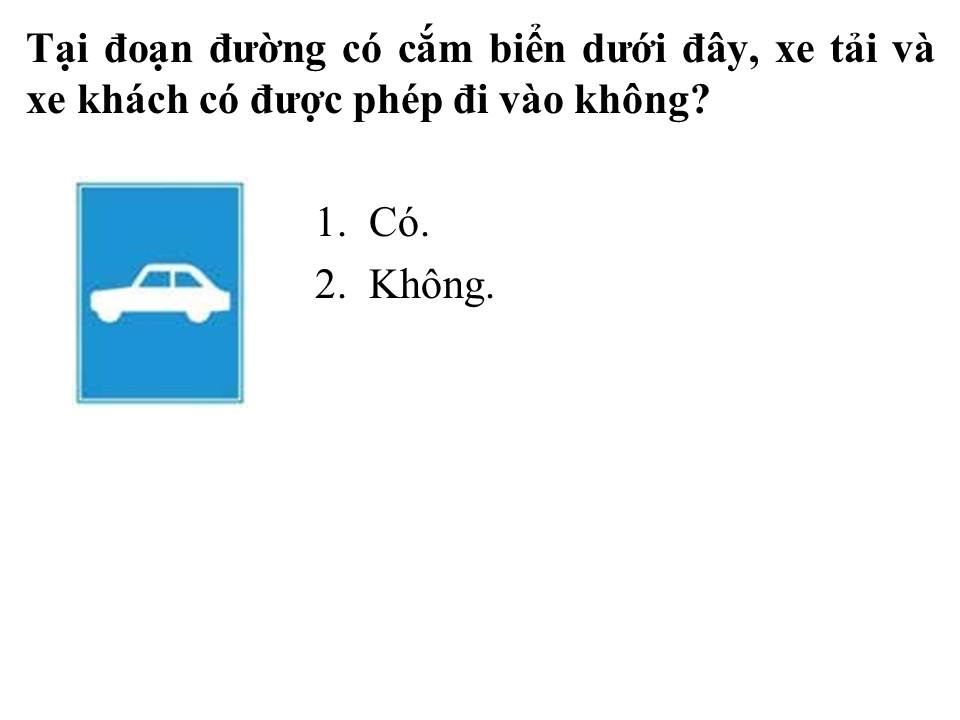 Tại đoạn đường có cắm biển dưới đây, xe tải và
xe khách có được phép đi vào không?
1. Có.
2. Không.